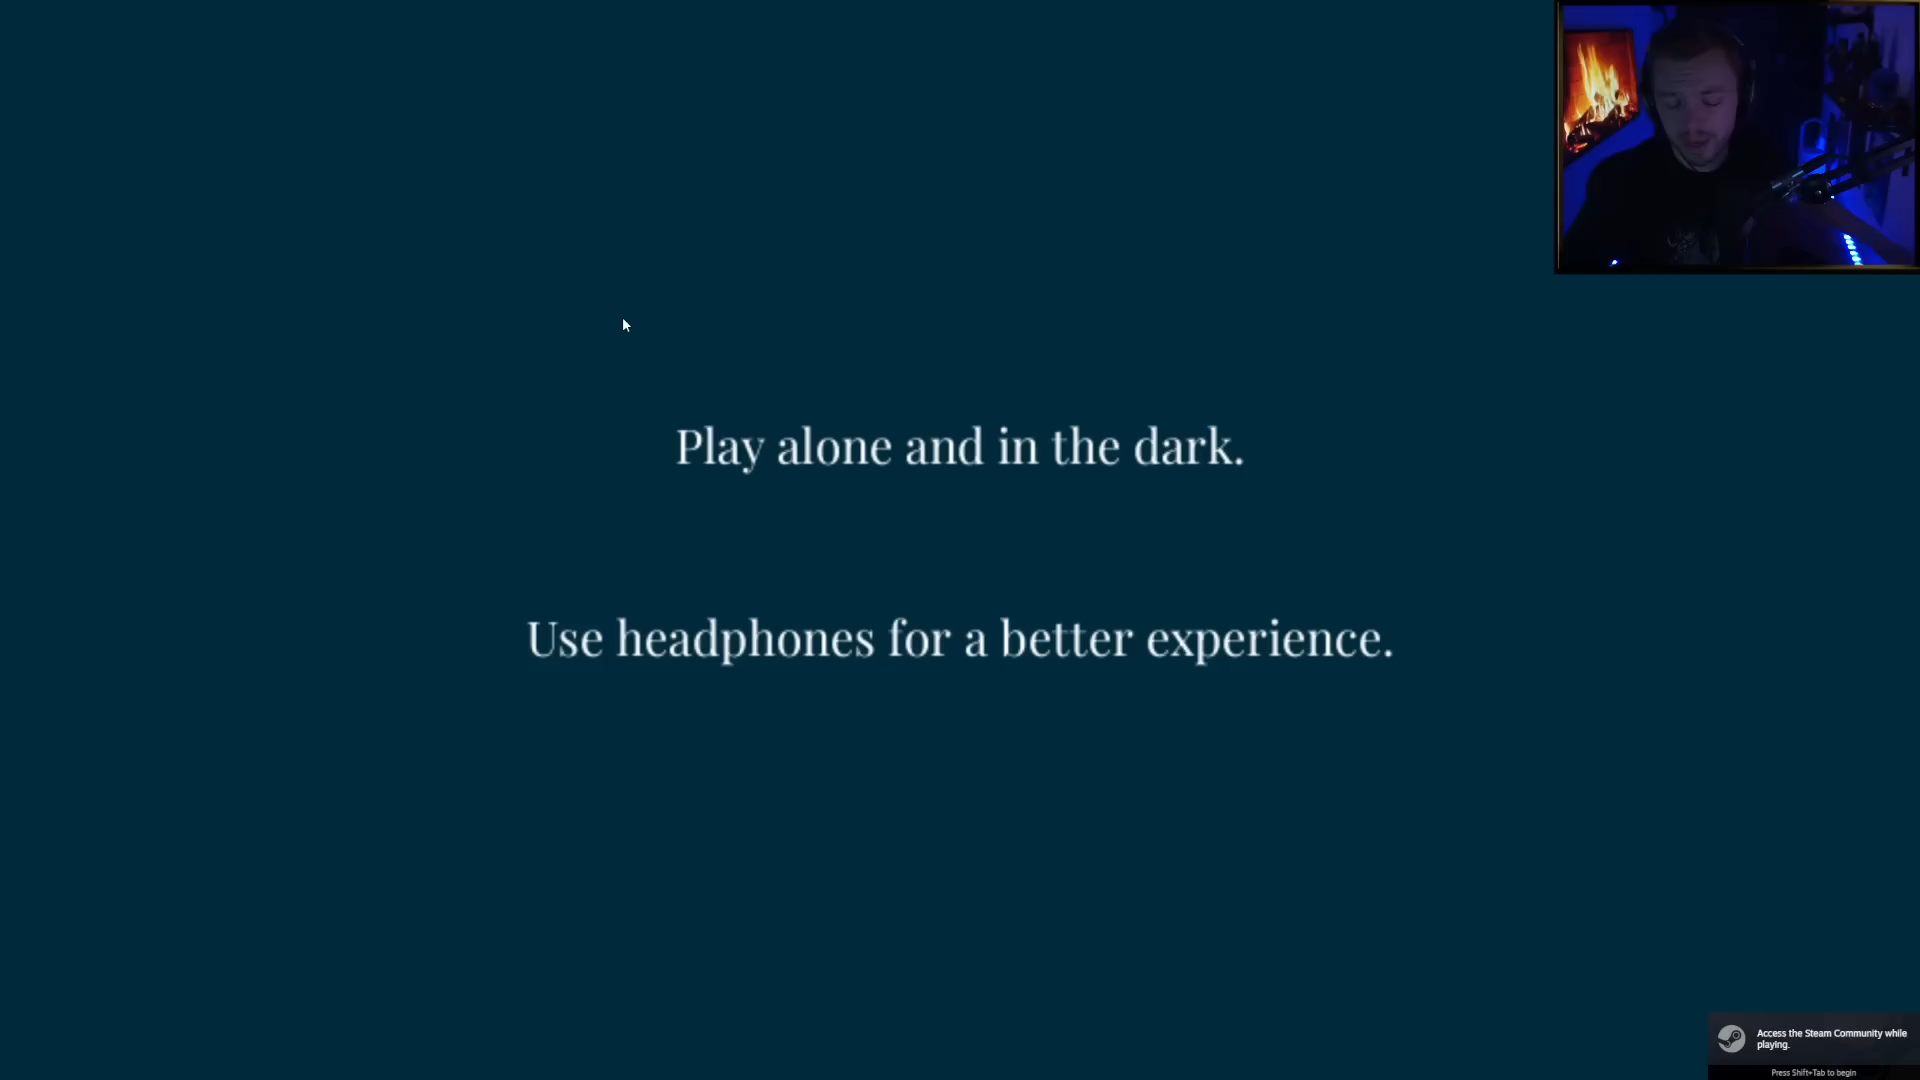 Play alone and in the dark.
Use headphones for a better experience.
Access the Steam Community while
playing.
Press Shift+Tab to begin